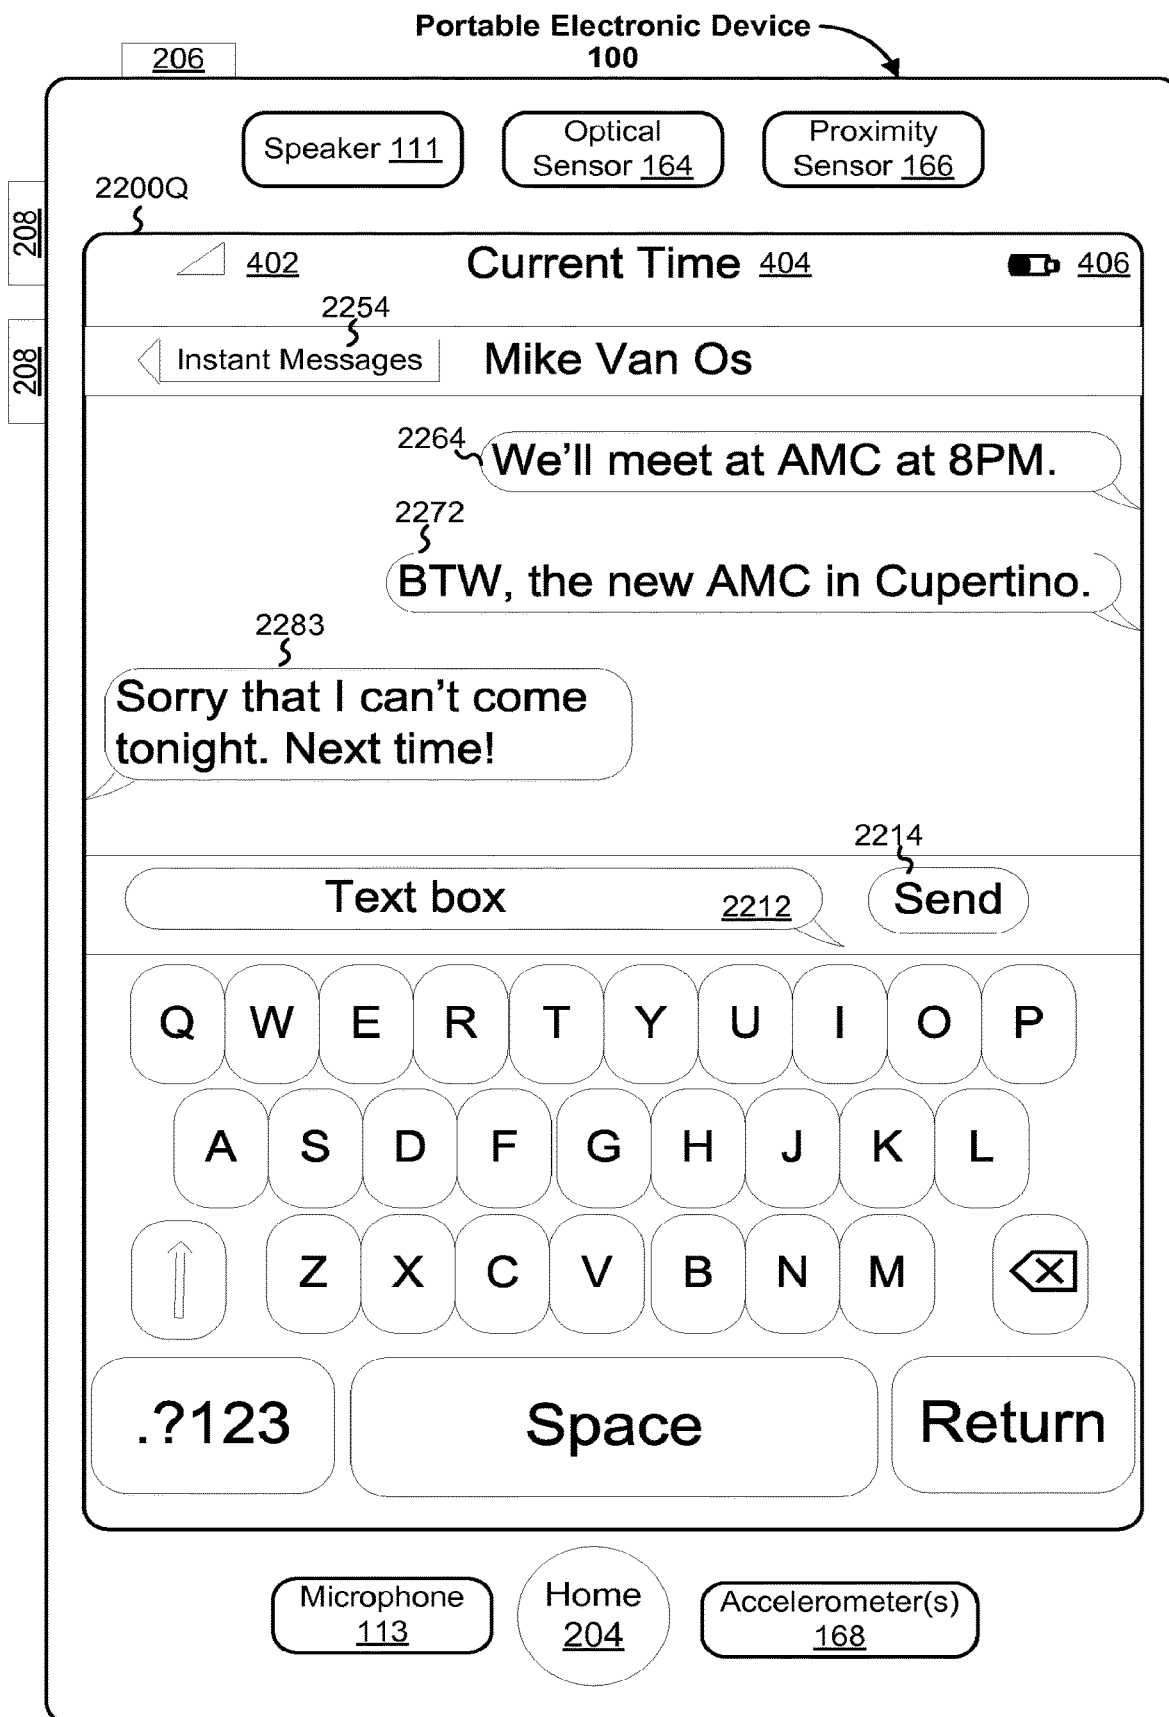 Portable Electronic Device
100
206
Speaker 111
Optical
Sensor 164
Proximity
Sensor 166
2200Q
208
208
402
Current Time 404
406
2254
Instant Messages
Mike Van Os
2264
We'll meet at AMC at 8PM.
2272
BTW, the new AMC in Cupertino.
2283
Sorry that I can't come
tonight. Next time!
2214
Text box 2212
Send
Q W E R T Y U I O P
A S D F G H J K L
Z X C V B N M
.?123 Space Return
Microphone
113
Home
204
Accelerometer(s)
168